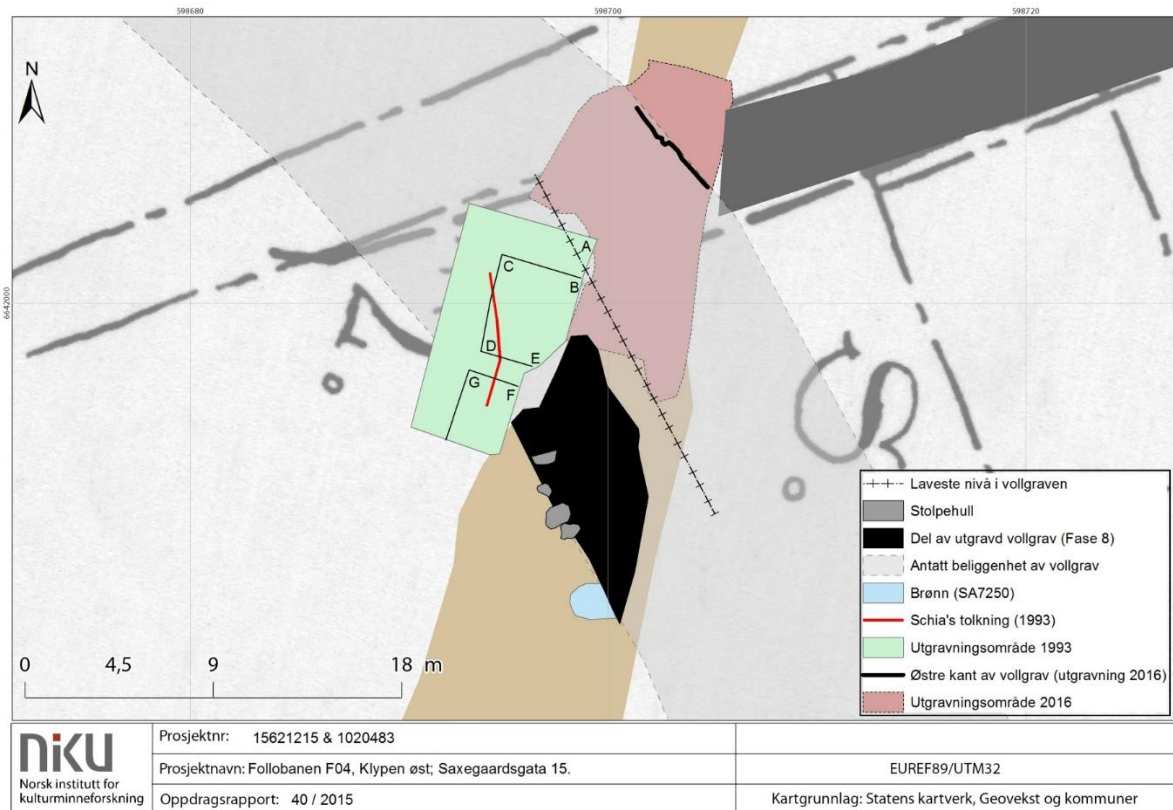 598680
598700
598720
N
6642000
A
C
B
D
E
G
F
0 4,5 9 18 m
Laveste nivå i vollgraven
Stolpehull
Del av utgravd vollgrav (Fase 8)
Antatt beliggenhet av vollgrav
Brønn (SA7250)
Schia's tolkning (1993)
Utgravningsområde 1993
Østre kant av vollgrav (utgravning 2016)
Utgravningsområde 2016
niku
Norsk institutt for
kulturminneforskning
Prosjektnr: 15621215 & 1020483
Prosjektnavn: Follobanen F04, Klypen øst; Saxegaardsgata 15.
EUREF89/UTM32
Oppdragsrapport: 40 / 2015
Kartgrunnlag: Statens kartverk, Geovekst og kommuner